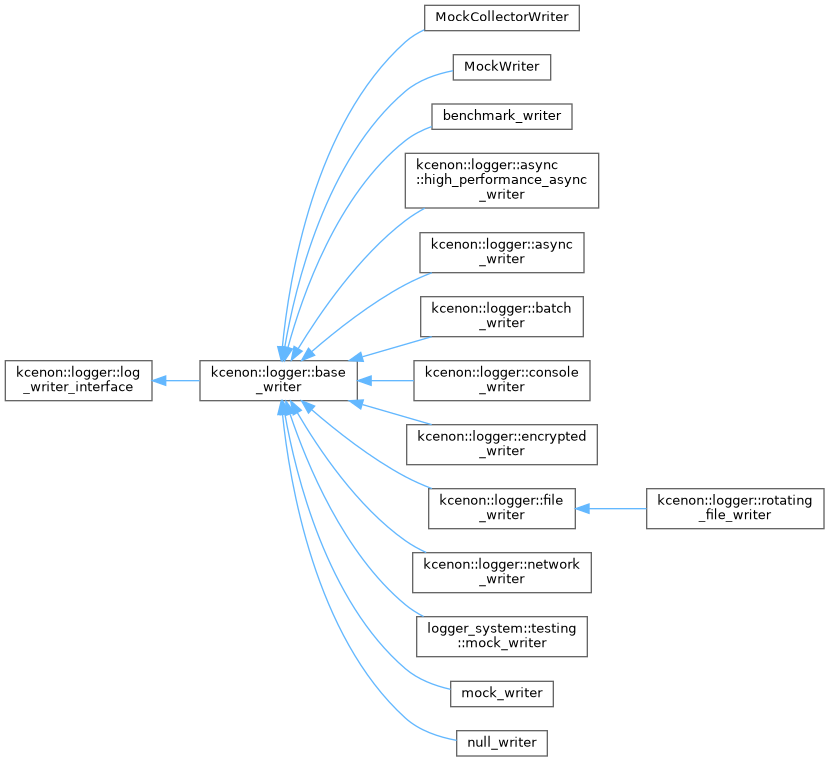 MockCollectorWriter
MockWriter
benchmark_writer
kcenon::logger::async
::high_performance_async
_writer
kcenon::logger::async
_writer
kcenon::logger::batch
_writer
kcenon::logger::log
_writer_interface
kcenon::logger::base
_writer
kcenon::logger::console
_writer
kcenon::logger::encrypted
_writer
kcenon::logger::file
_writer
kcenon::logger::rotating
_file_writer
kcenon::logger::network
_writer
logger_system::testing
::mock_writer
mock_writer
null_writer